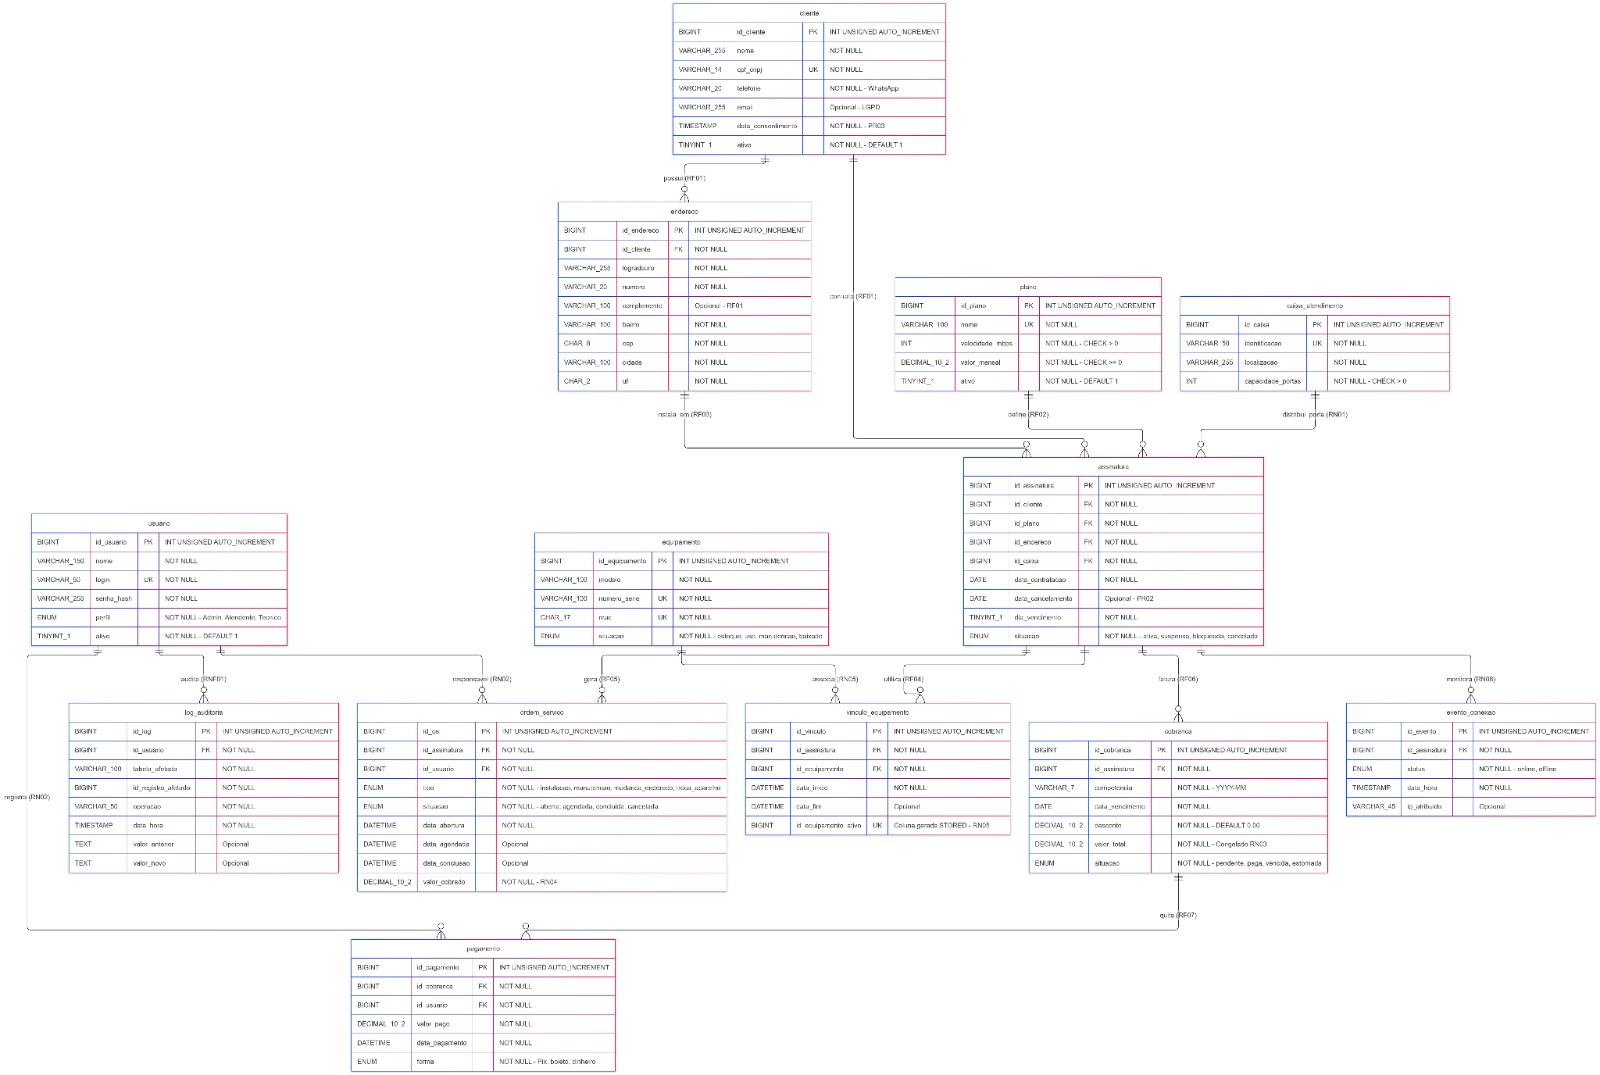 cliente
BIGINT id_cliente PK INT UNSIGNED AUTO_INCREMENT
VARCHAR_255 nome NOT NULL
VARCHAR_14 cpf_cnpj UK NOT NULL
VARCHAR_20 telefone NOT NULL - WhatsApp
VARCHAR_255 email Opcional - LGPD
TIMESTAMP data_consentimento NOT NULL - PR03
TINYINT_1 ativo NOT NULL - DEFAULT 1
possui (RF01)
endereco
BIGINT id_endereco PK INT UNSIGNED AUTO_INCREMENT
BIGINT id_cliente FK NOT NULL
VARCHAR_255 logradouro NOT NULL
VARCHAR_20 numero NOT NULL
VARCHAR_100 complemento Opcional - RF01
VARCHAR_100 bairro NOT NULL
CHAR_8 cep NOT NULL
VARCHAR_100 cidade NOT NULL
CHAR_2 uf NOT NULL
contrata (RF01)
plano
BIGINT id_plano PK INT UNSIGNED AUTO_INCREMENT
VARCHAR_100 nome UK NOT NULL
INT velocidade_mbps NOT NULL - CHECK > 0
DECIMAL_10_2 valor_mensal NOT NULL - CHECK >= 0
TINYINT_1 ativo NOT NULL - DEFAULT 1
caixa_atendimento
BIGINT id_caixa PK INT UNSIGNED AUTO_INCREMENT
VARCHAR_50 identificacao UK NOT NULL
VARCHAR_255 localizacao NOT NULL
INT capacidade_portas NOT NULL - CHECK > 0
instala_em (RF03)
define (RF02)
distribui_porta (RN01)
assinatura
BIGINT id_assinatura PK INT UNSIGNED AUTO_INCREMENT
BIGINT id_cliente FK NOT NULL
BIGINT id_plano FK NOT NULL
BIGINT id_endereco FK NOT NULL
BIGINT id_caixa FK NOT NULL
DATE data_contratacao NOT NULL
DATE data_cancelamento Opcional - PR02
TINYINT_1 dia_vencimento NOT NULL
ENUM situacao NOT NULL - ativa, suspensa, bloqueada, cancelada
usuario
BIGINT id_usuario PK INT UNSIGNED AUTO_INCREMENT
VARCHAR_150 nome NOT NULL
VARCHAR_50 login UK NOT NULL
VARCHAR_255 senha_hash NOT NULL
ENUM perfil NOT NULL - Admin, Atendente, Tecnico
TINYINT_1 ativo NOT NULL - DEFAULT 1
equipamento
BIGINT id_equipamento PK INT UNSIGNED AUTO_INCREMENT
VARCHAR_100 modelo NOT NULL
VARCHAR_100 numero_serie UK NOT NULL
CHAR_17 mac UK NOT NULL
ENUM situacao NOT NULL - estoque, uso, manutencao, baixado
audita (RNF01)
responsavel (RN02)
gera (RF05)
associa (RN05)
utiliza (RF04)
fatura (RF06)
monitora (RN06)
log_auditoria
BIGINT id_log PK INT UNSIGNED AUTO_INCREMENT
BIGINT id_usuario FK NOT NULL
VARCHAR_100 tabela_afetada NOT NULL
BIGINT id_registro_afetado NOT NULL
VARCHAR_50 operacao NOT NULL
TIMESTAMP data_hora NOT NULL
TEXT valor_anterior Opcional
TEXT valor_novo Opcional
ordem_servico
BIGINT id_os PK INT UNSIGNED AUTO_INCREMENT
BIGINT id_assinatura FK NOT NULL
BIGINT id_usuario FK NOT NULL
ENUM tipo NOT NULL - instalacao, manutencao, mudanca_endereco, troca_aparelho
ENUM situacao NOT NULL - aberta, agendada, concluida, cancelada
DATETIME data_abertura NOT NULL
DATETIME data_agendada Opcional
DATETIME data_conclusao Opcional
DECIMAL_10_2 valor_cobrado NOT NULL - RN04
vinculo_equipamento
BIGINT id_vinculo PK INT UNSIGNED AUTO_INCREMENT
BIGINT id_assinatura FK NOT NULL
BIGINT id_equipamento FK NOT NULL
DATETIME data_inicio NOT NULL
DATETIME data_fim Opcional
BIGINT id_equipamento_ativo UK Coluna gerada STORED - RN05
cobranca
BIGINT id_cobranca PK INT UNSIGNED AUTO_INCREMENT
BIGINT id_assinatura FK NOT NULL
VARCHAR_7 competencia NOT NULL - YYYY-MM
DATE data_vencimento NOT NULL
DECIMAL_10_2 desconto NOT NULL - DEFAULT 0.00
DECIMAL_10_2 valor_total NOT NULL - Congelado RN03
ENUM situacao NOT NULL - pendente, paga, vencida, estornada
evento_conexao
BIGINT id_evento PK INT UNSIGNED AUTO_INCREMENT
BIGINT id_assinatura FK NOT NULL
ENUM status NOT NULL - online, offline
TIMESTAMP data_hora NOT NULL
VARCHAR_45 ip_atribuido Opcional
registra (RN02)
quita (RF07)
pagamento
BIGINT id_pagamento PK INT UNSIGNED AUTO_INCREMENT
BIGINT id_cobranca FK NOT NULL
BIGINT id_usuario FK NOT NULL
DECIMAL_10_2 valor_pago NOT NULL
DATETIME data_pagamento NOT NULL
ENUM forma NOT NULL - Pix, boleto, dinheiro